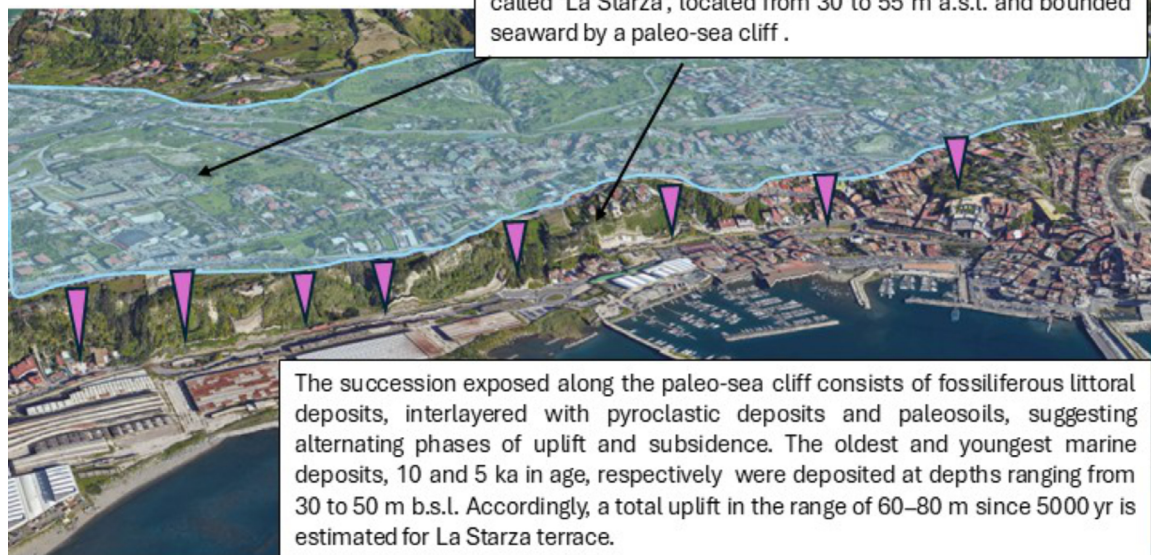 called 'La Starza', located from 30 to 55 m a.s.l. and bounded
seaward by a paleo-sea cliff .
The succession exposed along the paleo-sea cliff consists of fossiliferous littoral
deposits, interlayered with pyroclastic deposits and paleosoils, suggesting
alternating phases of uplift and subsidence. The oldest and youngest marine
deposits, 10 and 5 ka in age, respectively were deposited at depths ranging from
30 to 50 m b.s.l. Accordingly, a total uplift in the range of 60–80 m since 5000 yr is
estimated for La Starza terrace.